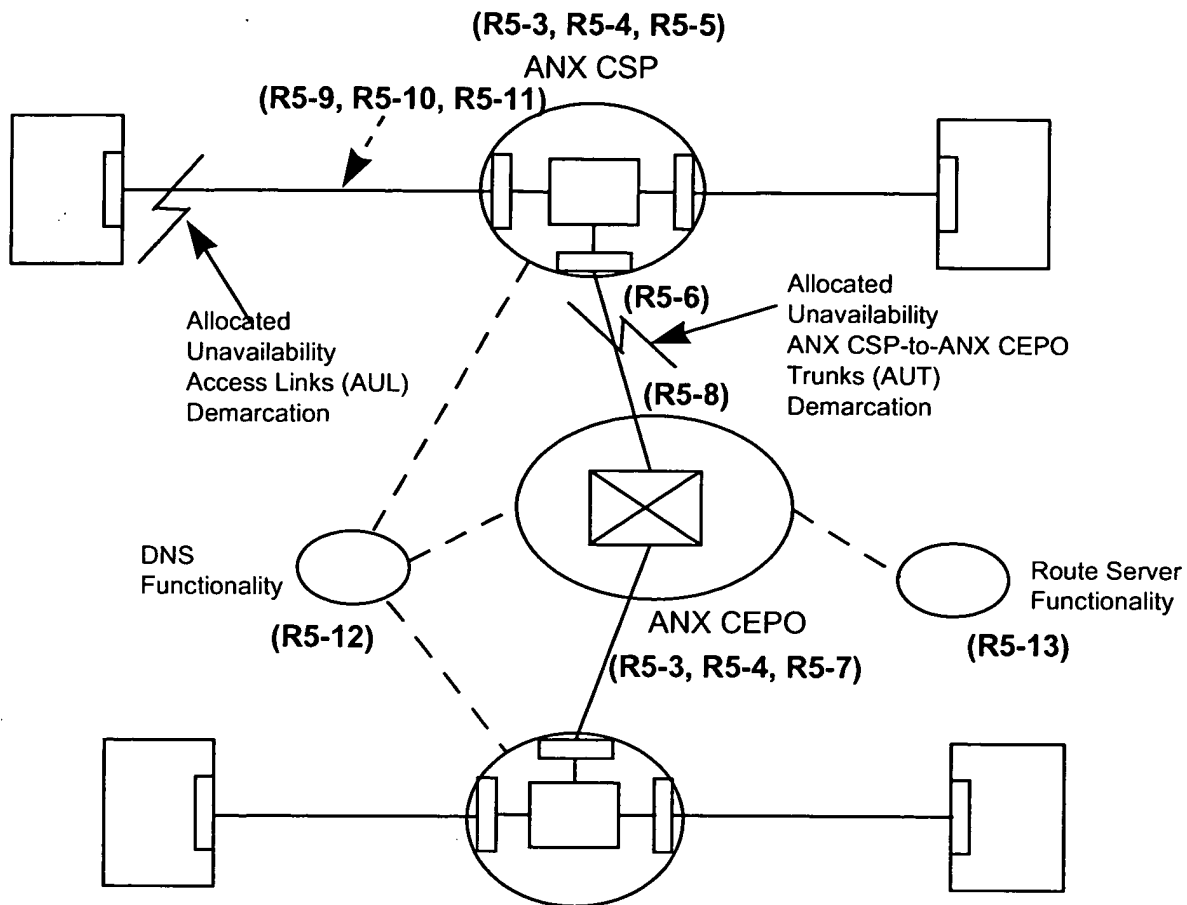 (R5-3, R5-4, R5-5)
ANX CSP
(R5-9, R5-10, R5-11)
Allocated
Unavailability
Access Links (AUL)
Demarcation
(R5-6)
Allocated
Unavailability
ANX CSP-to-ANX CEPO
Trunks (AUT)
Demarcation
(R5-8)
DNS
Functionality
(R5-12)
Route Server
Functionality
(R5-13)
ANX CEPO
(R5-3, R5-4, R5-7)